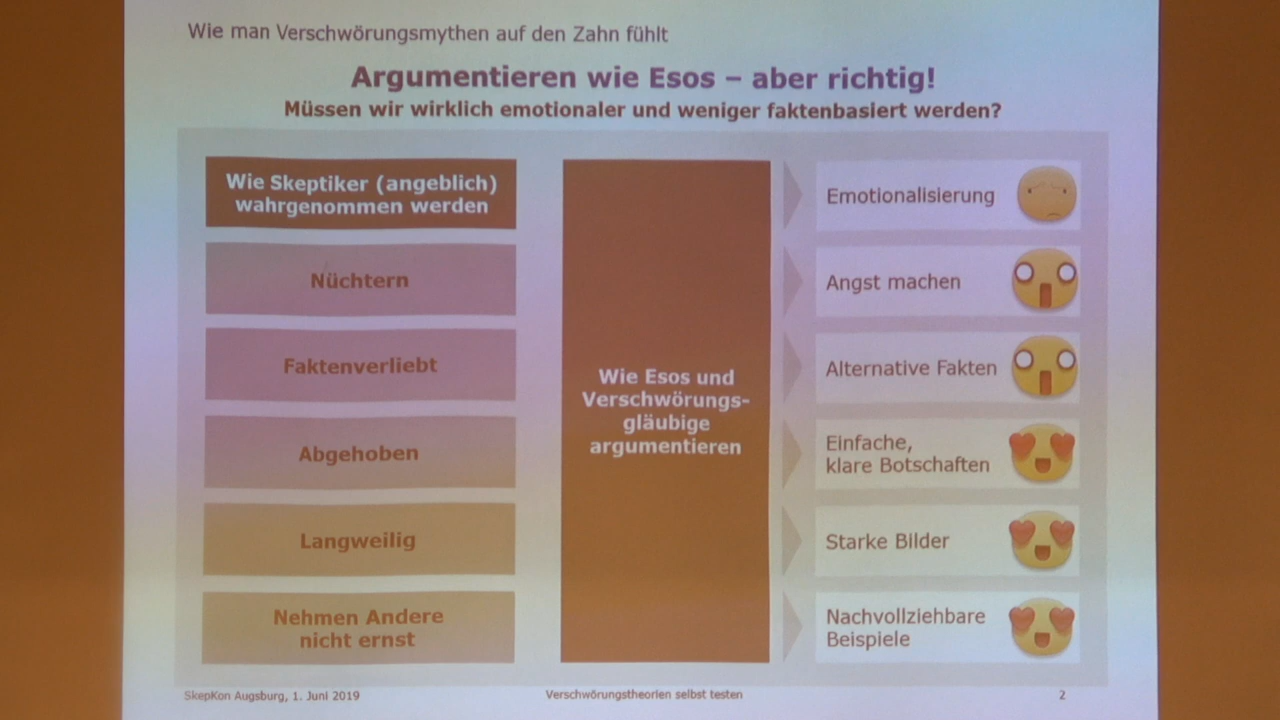 Wie man Verschwörungsmythen auf den Zahn fühlt
Argumentieren wie Esos – aber richtig!
Müssen wir wirklich emotionaler und weniger faktenbasiert werden?
Wie Skeptiker (angeblich)
wahrgenommen werden
Nüchtern
Faktenverliebt
Abgehoben
Langweilig
Nehmen Andere
nicht ernst
Wie Esos und
Verschwörungs-
gläubige
argumentieren
Emotionalisierung
Angst machen
Alternative Fakten
Einfache,
klare Botschaften
Starke Bilder
Nachvollziehbare
Beispiele
SkepKon Augsburg, 1. Juni 2019
Verschwörungstheorien selbst testen
2